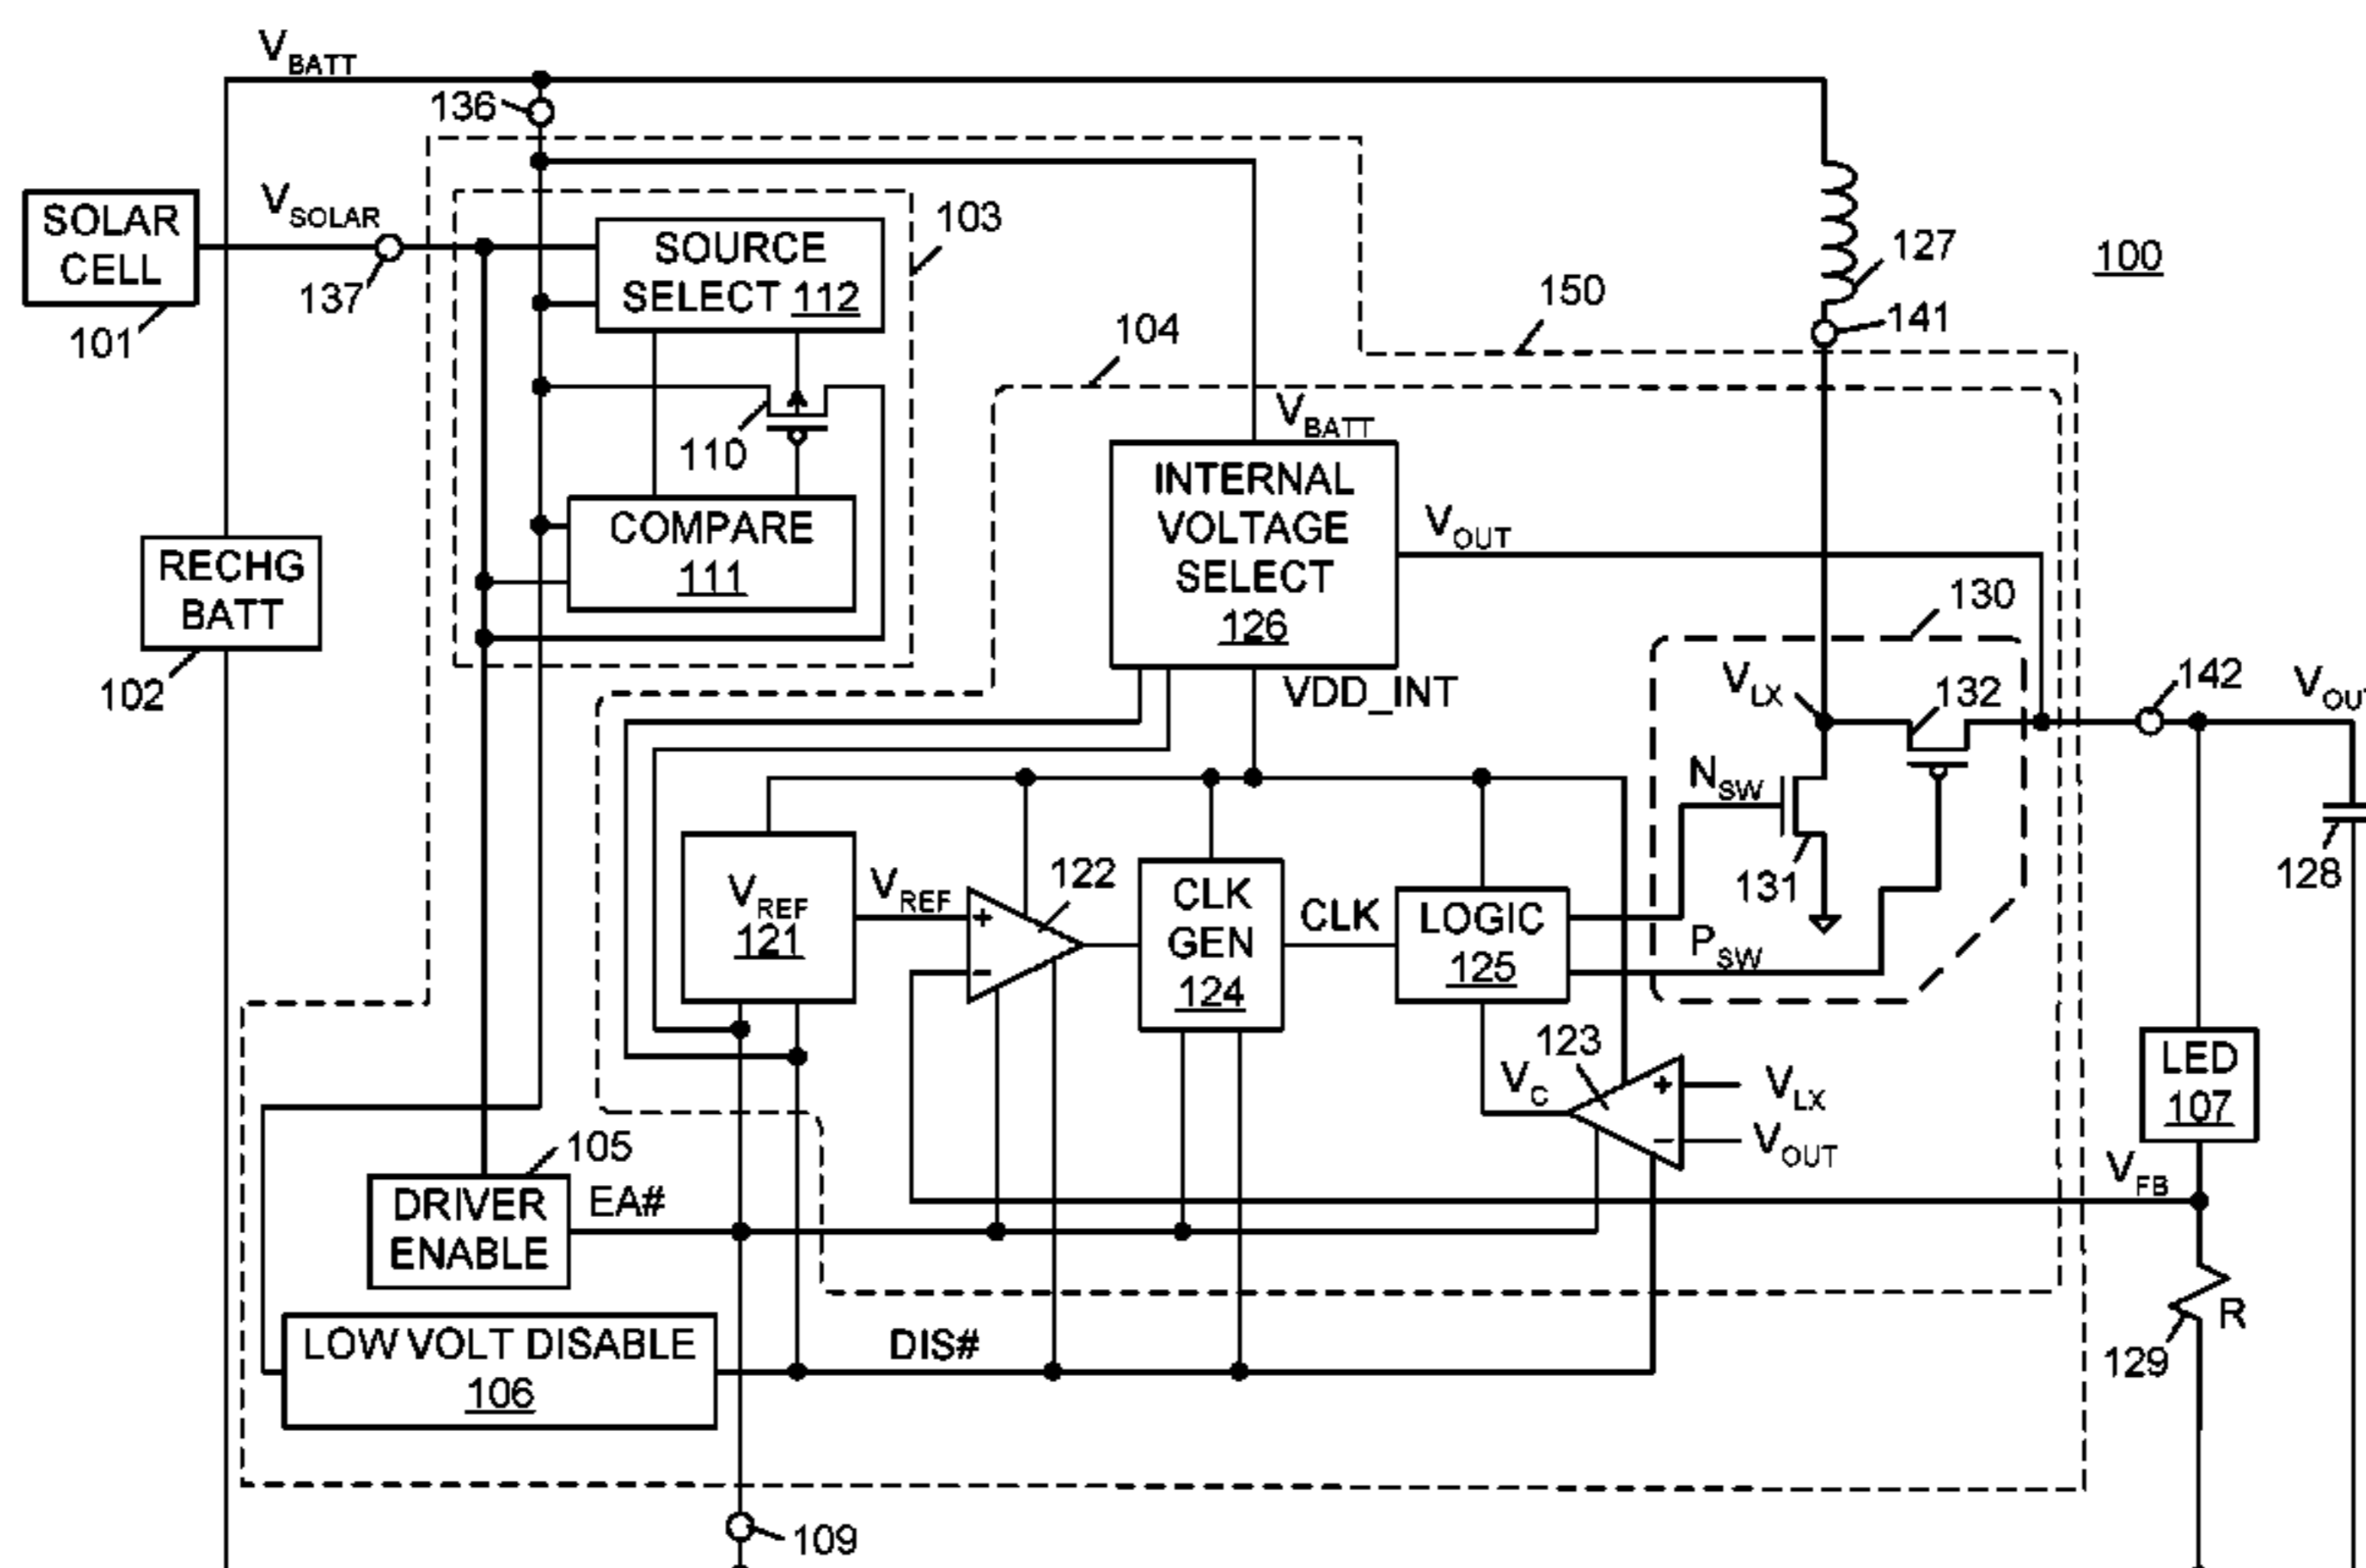 VBATT
136
SOLAR
CELL
101
VSOLAR
137
SOURCE
SELECT 112
103
110
COMPARE
111
RECHG
BATT
102
104
150
127
141
100
VBATT
INTERNAL
VOLTAGE
SELECT
126
VOUT
VDD_INT
130
VLX
132
142
VOUT
NSW
131
PSW
128
VREF
121
VREF
+
-
122
CLK
GEN
124
CLK
LOGIC
125
123
VC
+
-
VLX
VOUT
LED
107
VFB
105
DRIVER
ENABLE
EA#
R
129
LOW VOLT DISABLE
106
DIS#
109